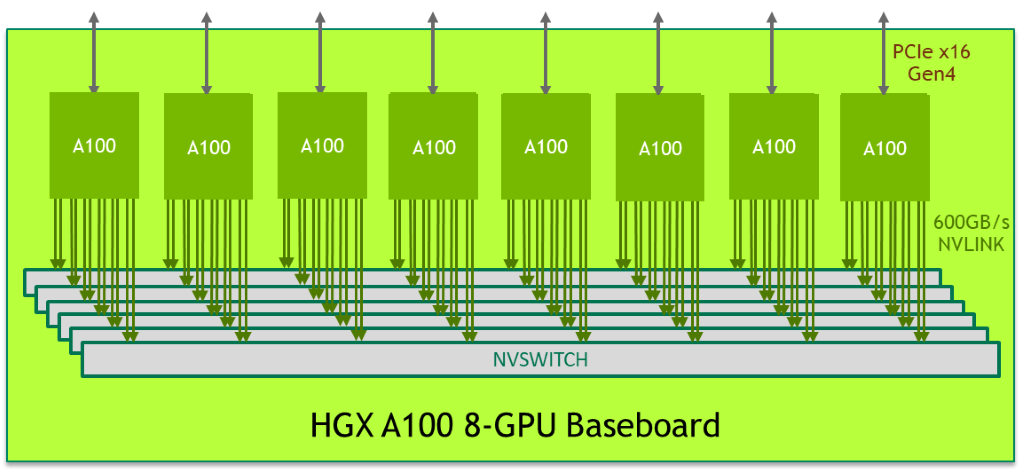 PCIe x16
Gen4
A100
A100
A100
A100
A100
A100
A100
A100
600GB/s
NVLINK
NVSWITCH
HGX A100 8-GPU Baseboard